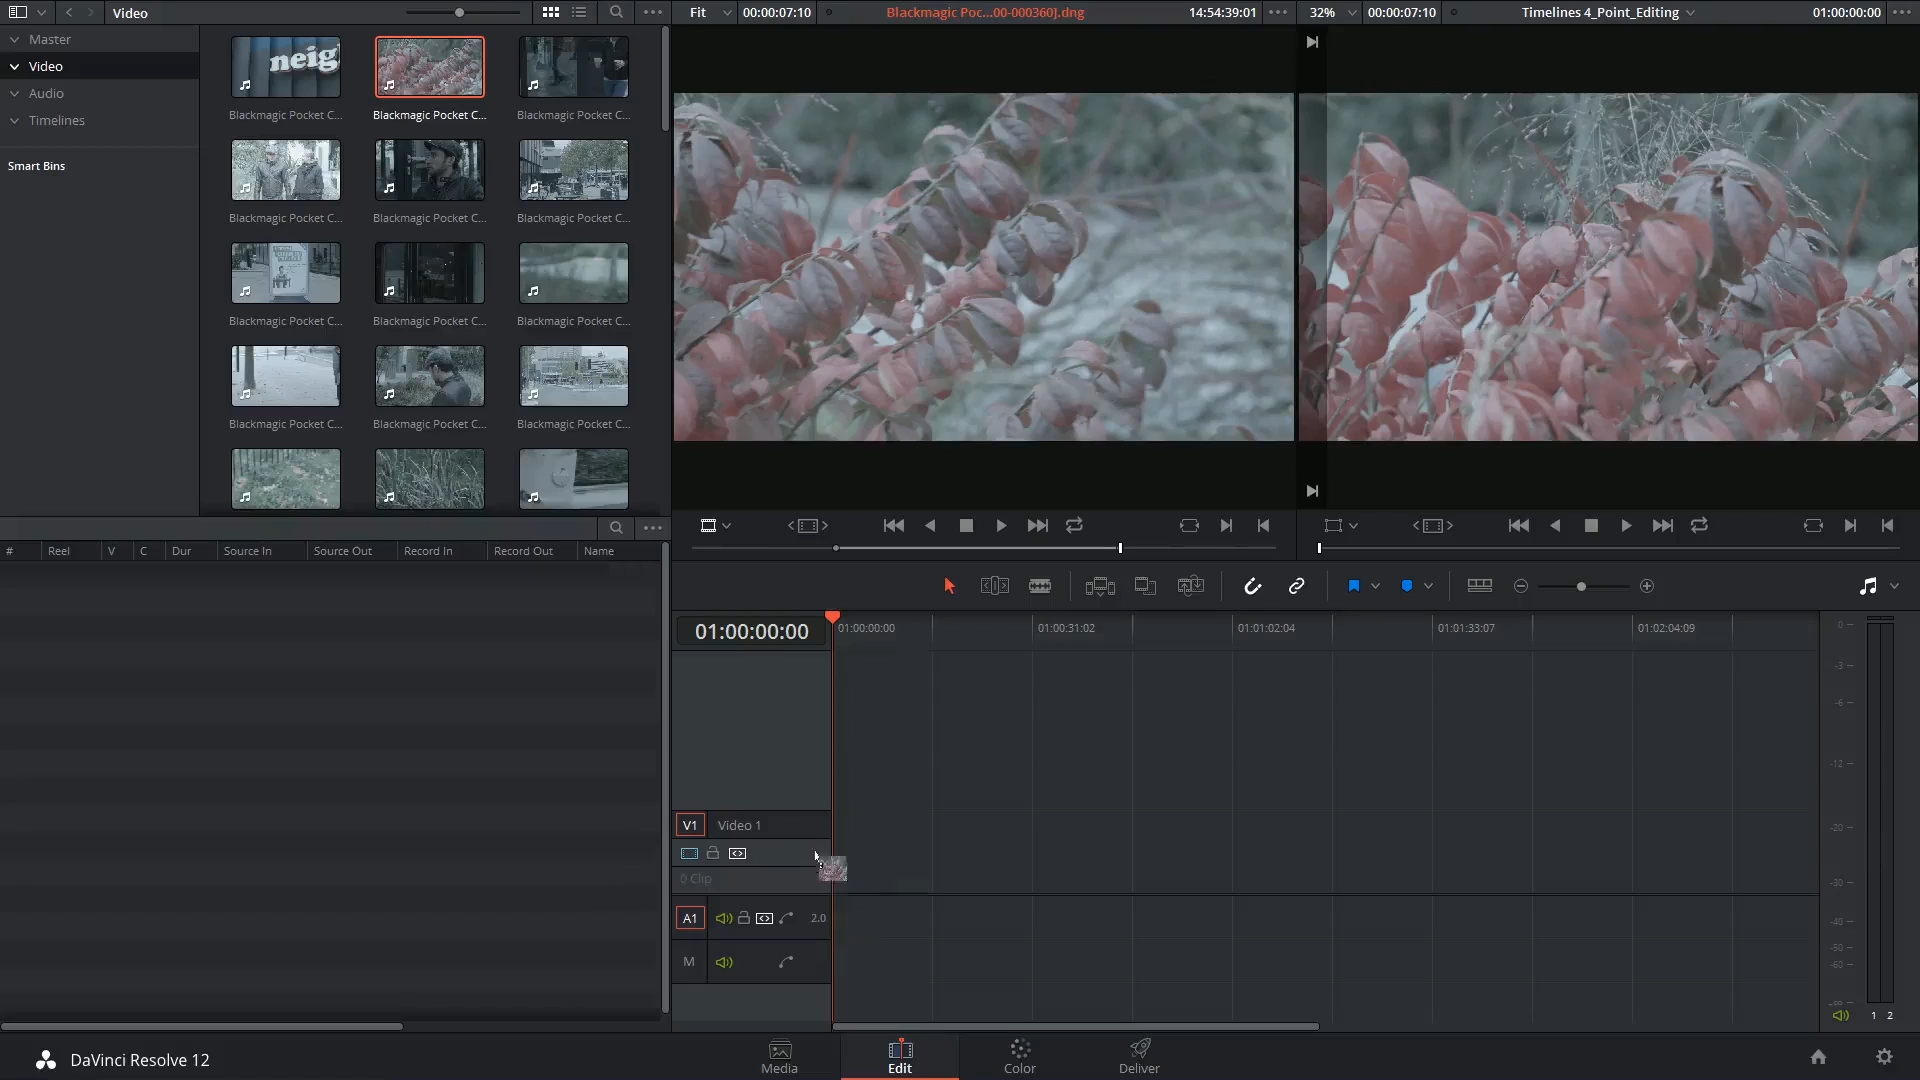 Video
Fit
00:00:07:10
Blackmagic Poc...00-000360].dng
14:54:39:01
32%
00:00:07:10
Timelines 4_Point_Editing
01:00:00:00
Master
Video
Audio
Timelines
Smart Bins
neig
Blackmagic Pocket C...
Blackmagic Pocket C...
Blackmagic Pocket C...
Blackmagic Pocket C...
Blackmagic Pocket C...
Blackmagic Pocket C...
Blackmagic Pocket C...
Blackmagic Pocket C...
Blackmagic Pocket C...
Blackmagic Pocket C...
Blackmagic Pocket C...
Blackmagic Pocket C...
# Reel V C Dur Source In Source Out Record In Record Out Name
01:00:00:00
01:00:00:00 01:00:31:02 01:01:02:04 01:01:33:07 01:02:04:09
V1 Video 1
0 Clip
A1 2.0
M
0
-3
-6
-12
-20
-30
-40
-50
-60
1 2
DaVinci Resolve 12
Media
Edit
Color
Deliver